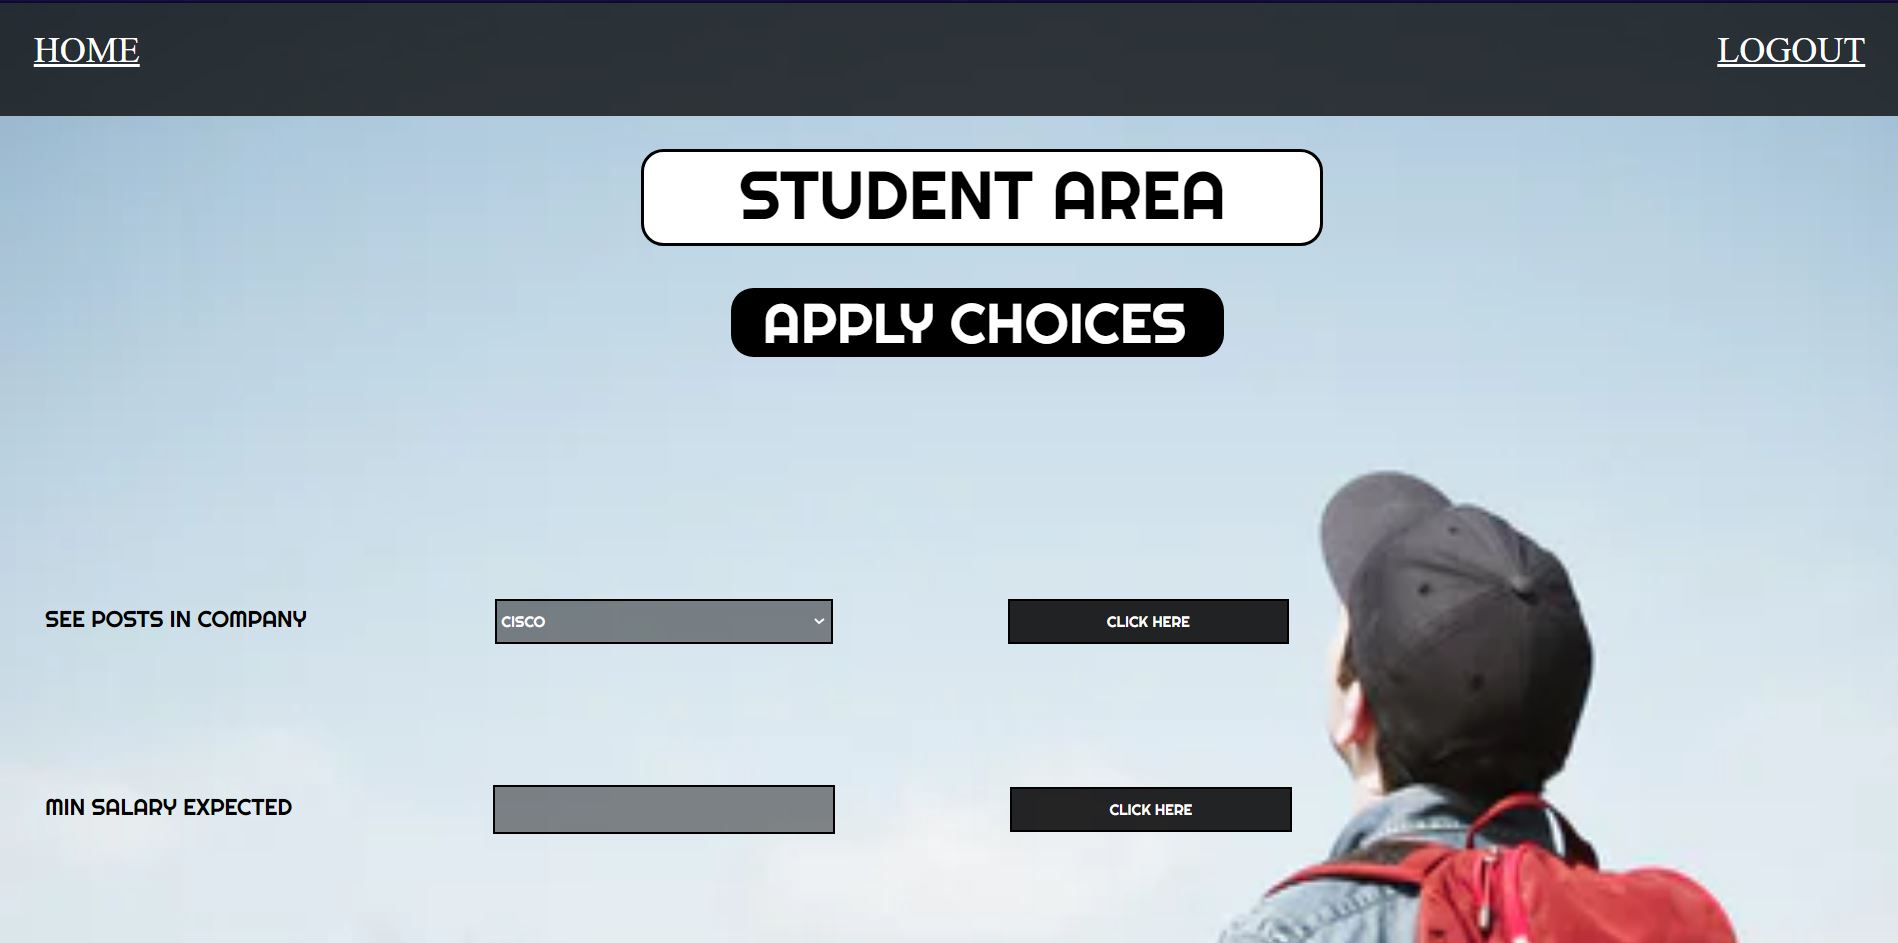 HOME
LOGOUT
STUDENT AREA
APPLY CHOICES
SEE POSTS IN COMPANY
CISCO
CLICK HERE
MIN SALARY EXPECTED
CLICK HERE